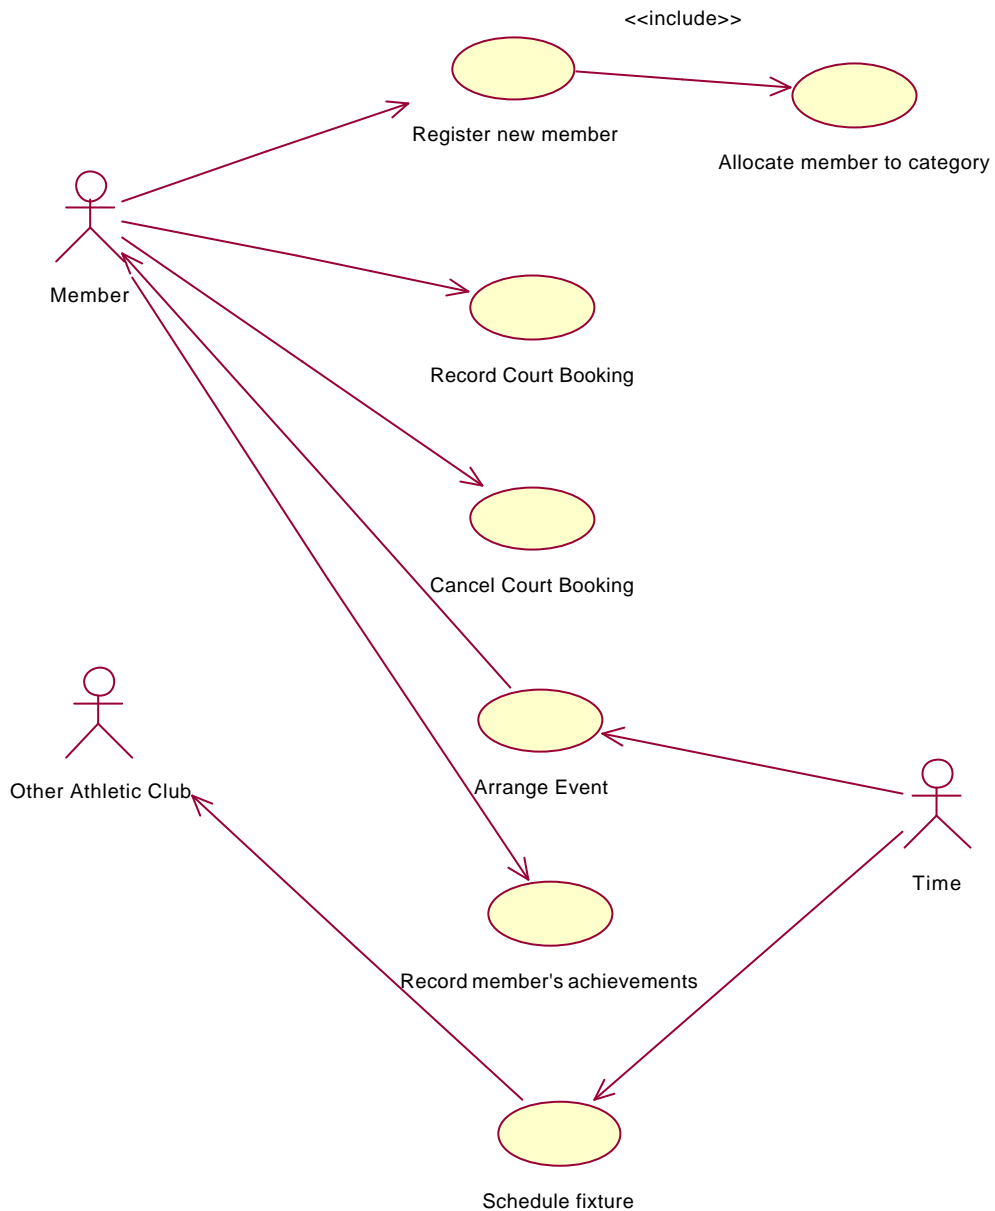 <<include>>
Register new member
Allocate member to category
Member
Record Court Booking
Cancel Court Booking
Other Athletic Club
Arrange Event
Time
Record member's achievements
Schedule fixture